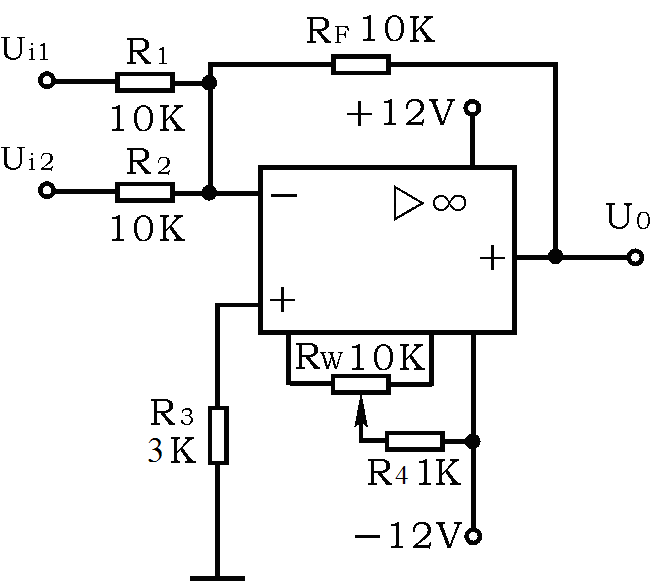 RF 10K
Ui1
R1
10K
+12V
Ui2
R2
10K
−
▷ ∞
U0
+
+
RW 10K
R3
3K
R4 1K
−12V